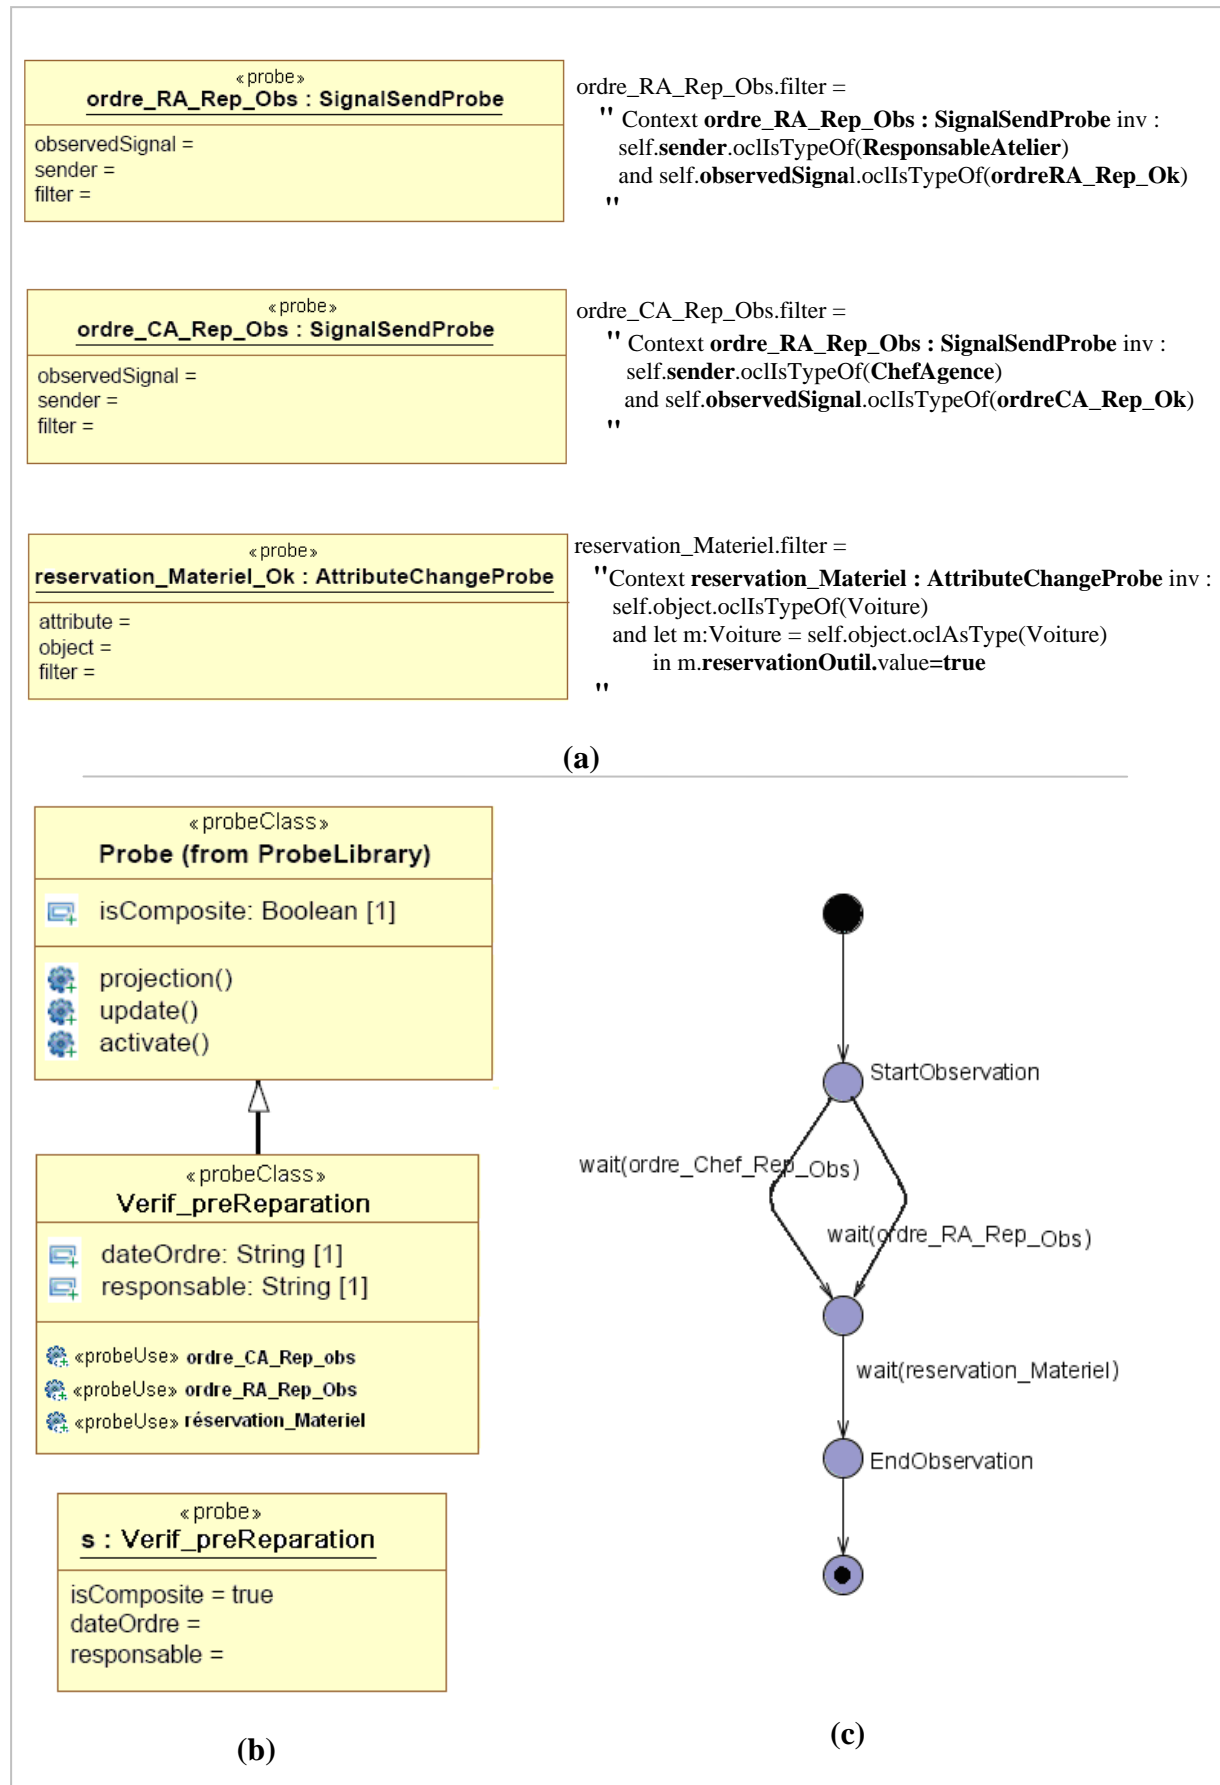 «probe»
ordre_RA_Rep_Obs : SignalSendProbe
observedSignal =
sender =
filter =
ordre_RA_Rep_Obs.filter =
" Context ordre_RA_Rep_Obs : SignalSendProbe inv :
self.sender.oclIsTypeOf(ResponsableAtelier)
and self.observedSignal.oclIsTypeOf(ordreRA_Rep_Ok)
"
«probe»
ordre_CA_Rep_Obs : SignalSendProbe
observedSignal =
sender =
filter =
ordre_CA_Rep_Obs.filter =
" Context ordre_RA_Rep_Obs : SignalSendProbe inv :
self.sender.oclIsTypeOf(ChefAgence)
and self.observedSignal.oclIsTypeOf(ordreCA_Rep_Ok)
"
«probe»
reservation_Materiel_Ok : AttributeChangeProbe
attribute =
object =
filter =
reservation_Materiel.filter =
"Context reservation_Materiel : AttributeChangeProbe inv :
self.object.oclIsTypeOf(Voiture)
and let m:Voiture = self.object.oclAsType(Voiture)
in m.reservationOutil.value=true
"
(a)
«probeClass»
Probe (from ProbeLibrary)
isComposite: Boolean [1]
projection()
update()
activate()
«probeClass»
Verif_preReparation
dateOrdre: String [1]
responsable: String [1]
«probeUse» ordre_CA_Rep_obs
«probeUse» ordre_RA_Rep_Obs
«probeUse» réservation_Materiel
«probe»
s : Verif_preReparation
isComposite = true
dateOrdre =
responsable =
(b)
StartObservation
wait(ordre_Chef_Rep_Obs)
wait(ordre_RA_Rep_Obs)
wait(reservation_Materiel)
EndObservation
(c)